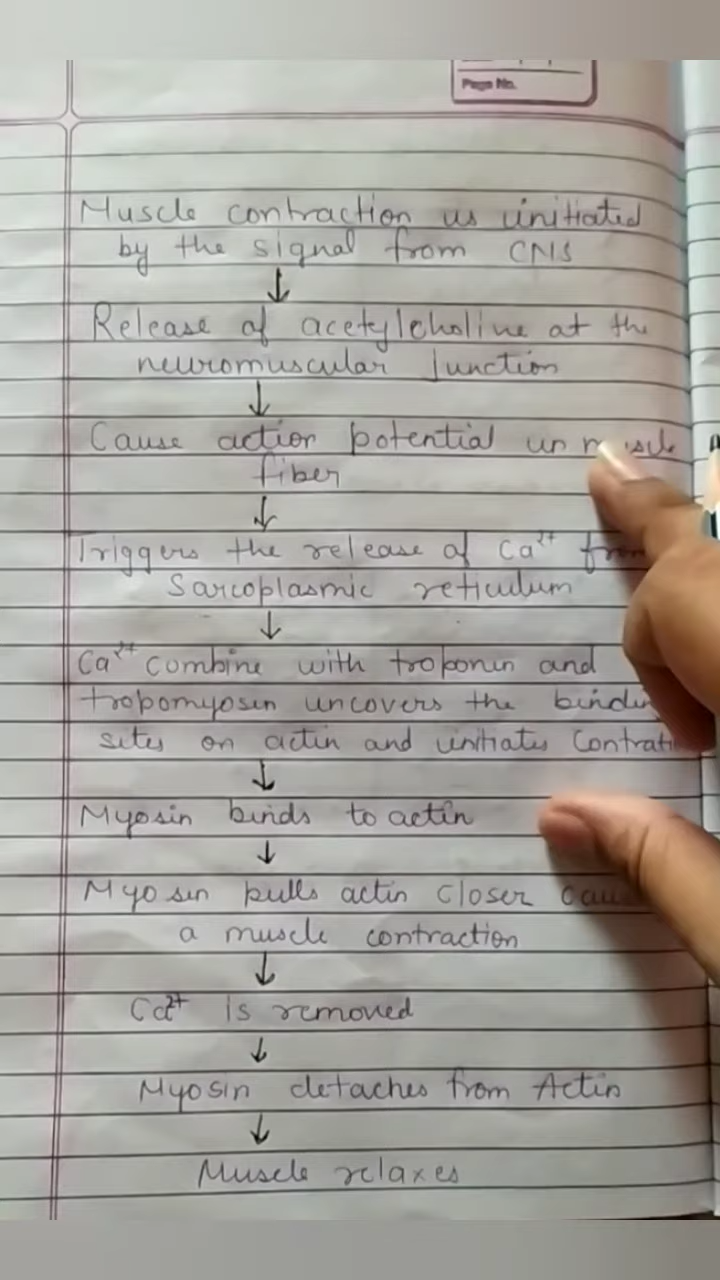 Page No.
Muscle contraction is initiated
by the signal from CNS
↓
Release of acetylcholine at the
neuromuscular junction
↓
Cause action potential in muscle
fiber
↓
Triggers the release of Ca²⁺ from
Sarcoplasmic reticulum
↓
Ca²⁺ combine with troponin and
tropomyosin uncovers the binding
sites on actin and initiates
↓
Myosin binds to actin
↓
Myosin pulls actin closer
a muscle contraction
↓
Ca²⁺ is removed
↓
Myosin detaches from Actin
↓
Muscle relaxes